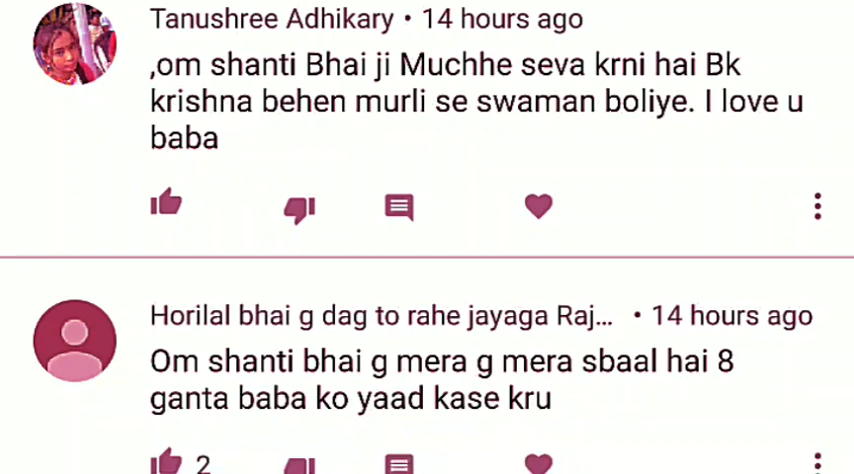 Tanushree Adhikary • 14 hours ago
,om shanti Bhai ji Muchhe seva krni hai Bk
krishna behen murli se swaman boliye. I love u
baba
Horilal bhai g dag to rahe jayaga Raj... • 14 hours ago
Om shanti bhai g mera g mera sbaal hai 8
ganta baba ko yaad kase kru
2